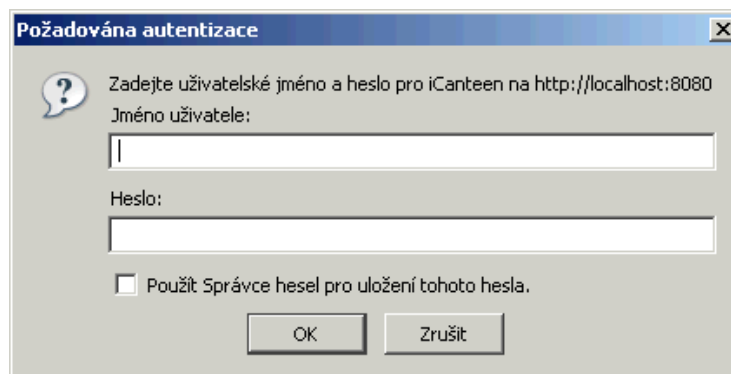 Požadována autentizace
Zadejte uživatelské jméno a heslo pro iCanteen na http://localhost:8080
Jméno uživatele:
Heslo:
Použít Správce hesel pro uložení tohoto hesla.
OK Zrušit